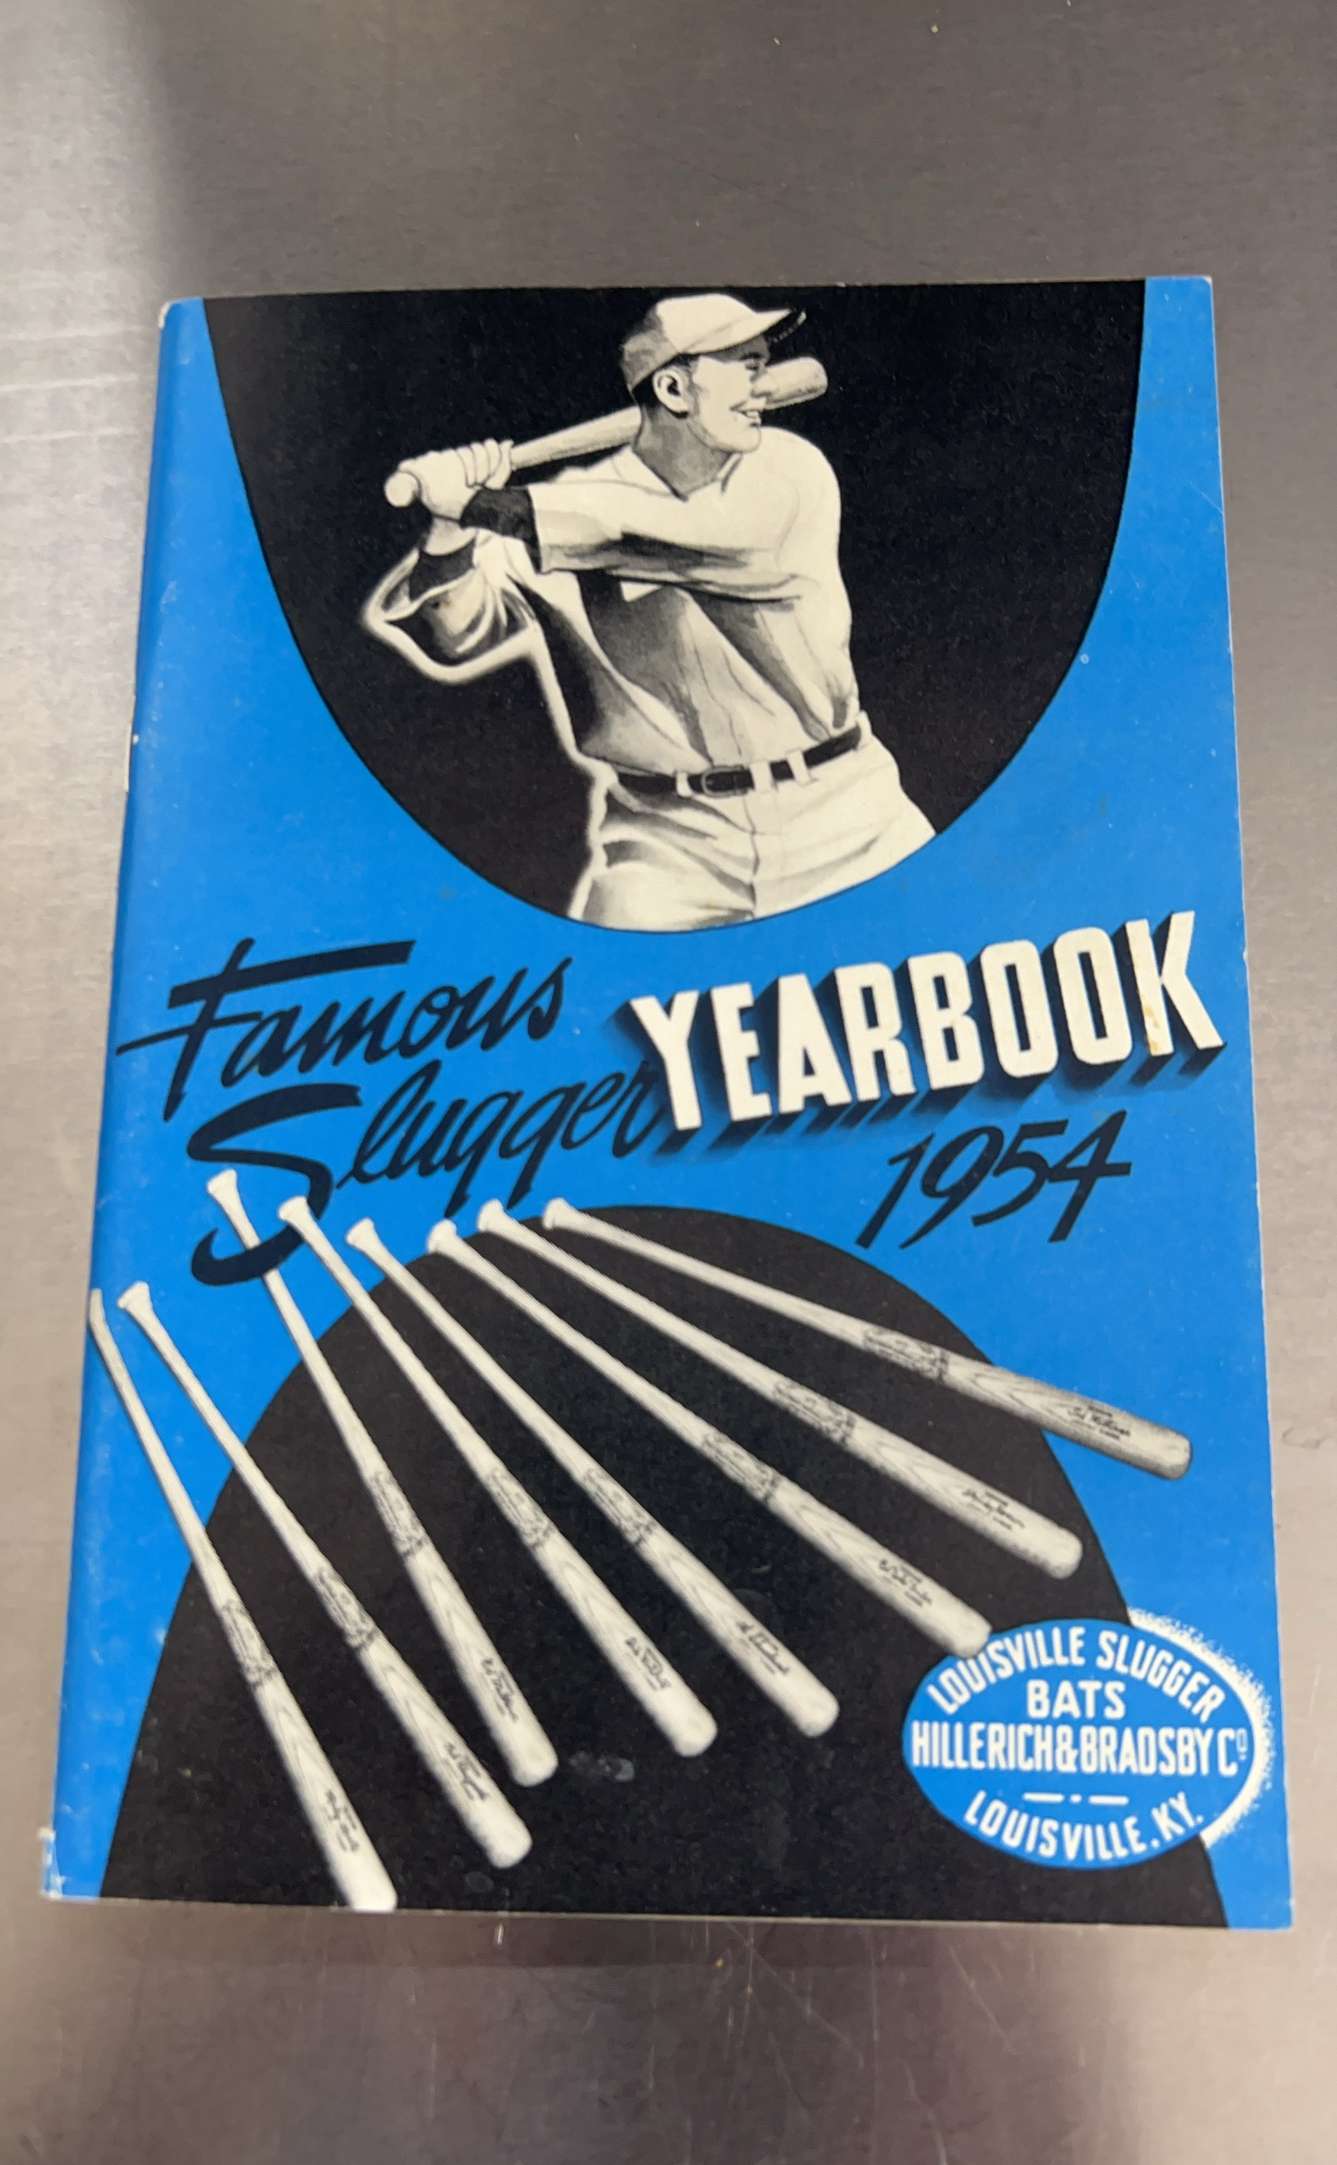 Famous
Slugger
YEARBOOK
1954
LOUISVILLE SLUGGER
BATS
HILLERICH & BRADSBY Co
LOUISVILLE. KY.